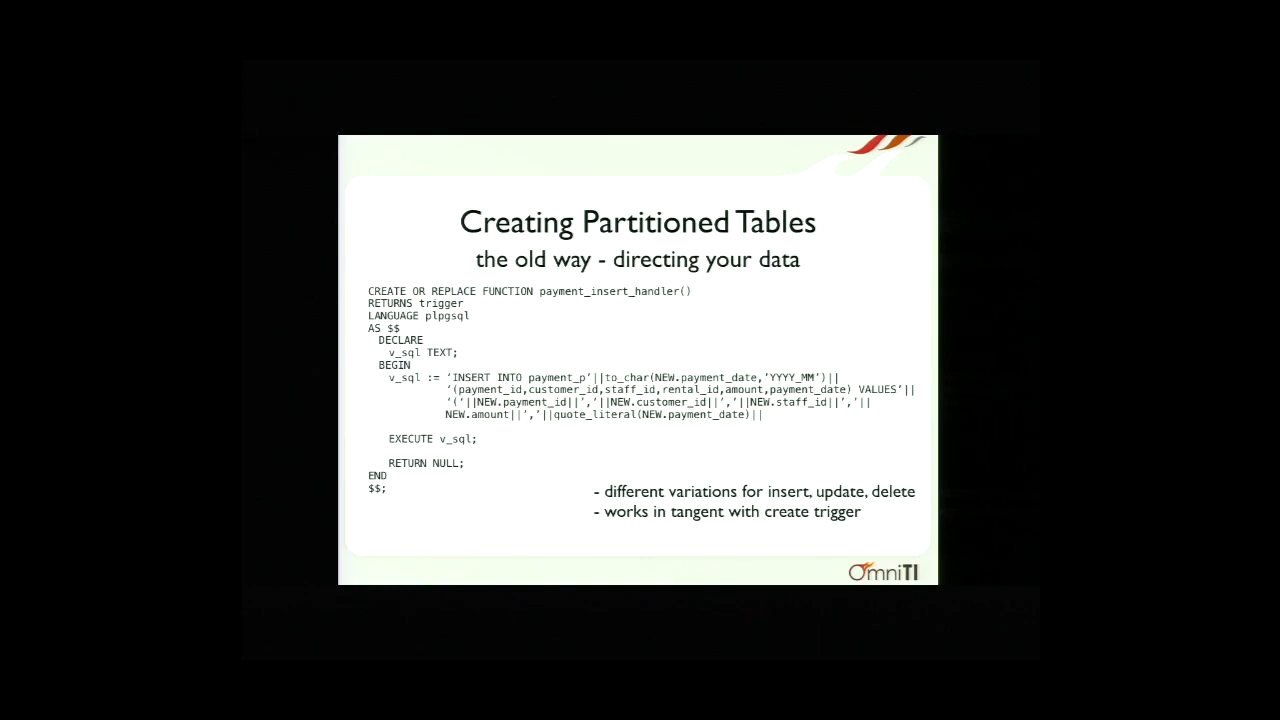 Creating Partitioned Tables
the old way - directing your data
CREATE OR REPLACE FUNCTION payment_insert_handler()
RETURNS trigger
LANGUAGE plpgsql
AS $$
DECLARE
v_sql TEXT;
BEGIN
v_sql := ‘INSERT INTO payment_p’||to_char(NEW.payment_date,’YYYY_MM’)||
‘(payment_id,customer_id,staff_id,rental_id,amount,payment_date) VALUES’||
‘(‘||NEW.payment_id||’,’||NEW.customer_id||’,’||NEW.staff_id||’,’||
NEW.amount||’,’||quote_literal(NEW.payment_date)||
EXECUTE v_sql;
RETURN NULL;
END
$$;
- different variations for insert, update, delete
- works in tangent with create trigger
OmniTI